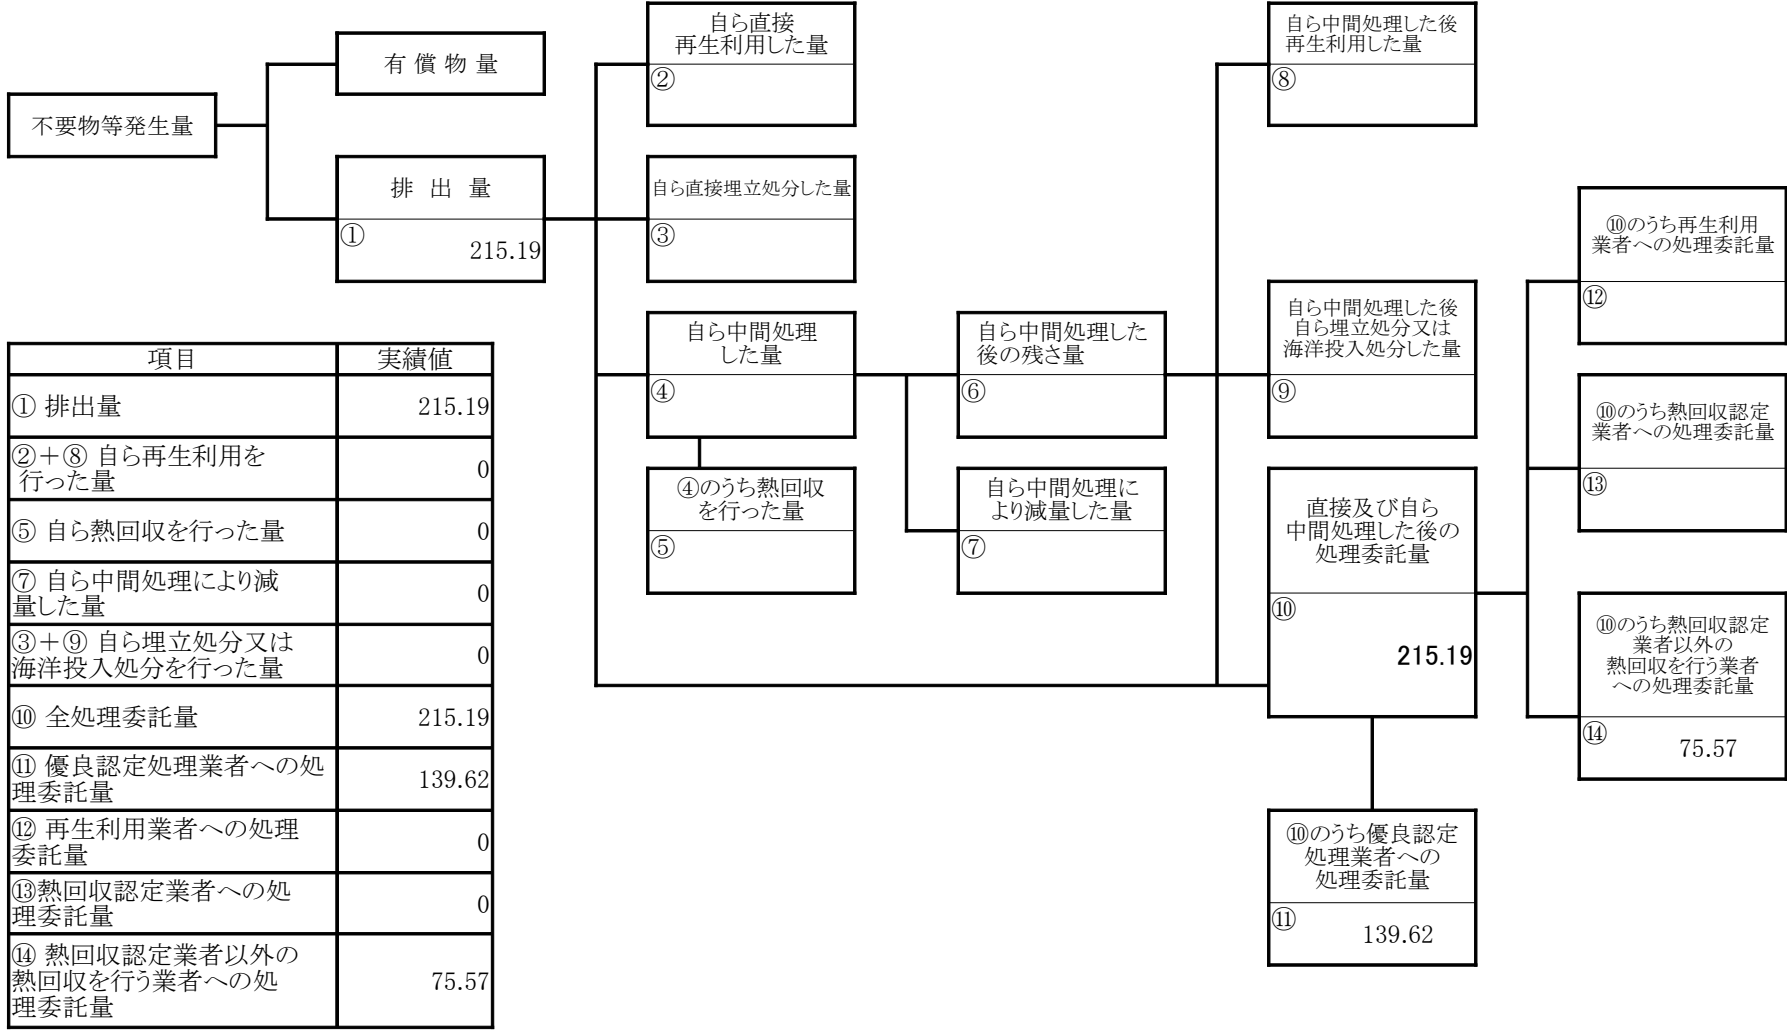 不要物等発生量
有 償 物 量
排 出 量
①
215.19
自ら直接
再生利用した量
②
自ら直接埋立処分した量
③
自ら中間処理
した量
④
④のうち熱回収
を行った量
⑤
自ら中間処理した
後の残さ量
⑥
自ら中間処理に
より減量した量
⑦
自ら中間処理した後
再生利用した量
⑧
自ら中間処理した後
自ら埋立処分又は
海洋投入処分した量
⑨
直接及び自ら
中間処理した後の
処理委託量
⑩
215.19
⑩のうち優良認定
処理業者への
処理委託量
⑪
139.62
⑩のうち再生利用
業者への処理委託量
⑫
⑩のうち熱回収認定
業者への処理委託量
⑬
⑩のうち熱回収認定
業者以外の
熱回収を行う業者
への処理委託量
⑭
75.57
項目 実績値
① 排出量 215.19
②＋⑧ 自ら再生利用を
行った量 0
⑤ 自ら熱回収を行った量 0
⑦ 自ら中間処理により減
量した量 0
③＋⑨ 自ら埋立処分又は
海洋投入処分を行った量 0
⑩ 全処理委託量 215.19
⑪ 優良認定処理業者への処
理委託量 139.62
⑫ 再生利用業者への処理
委託量 0
⑬熱回収認定業者への処
理委託量 0
⑭ 熱回収認定業者以外の
熱回収を行う業者への処
理委託量 75.57